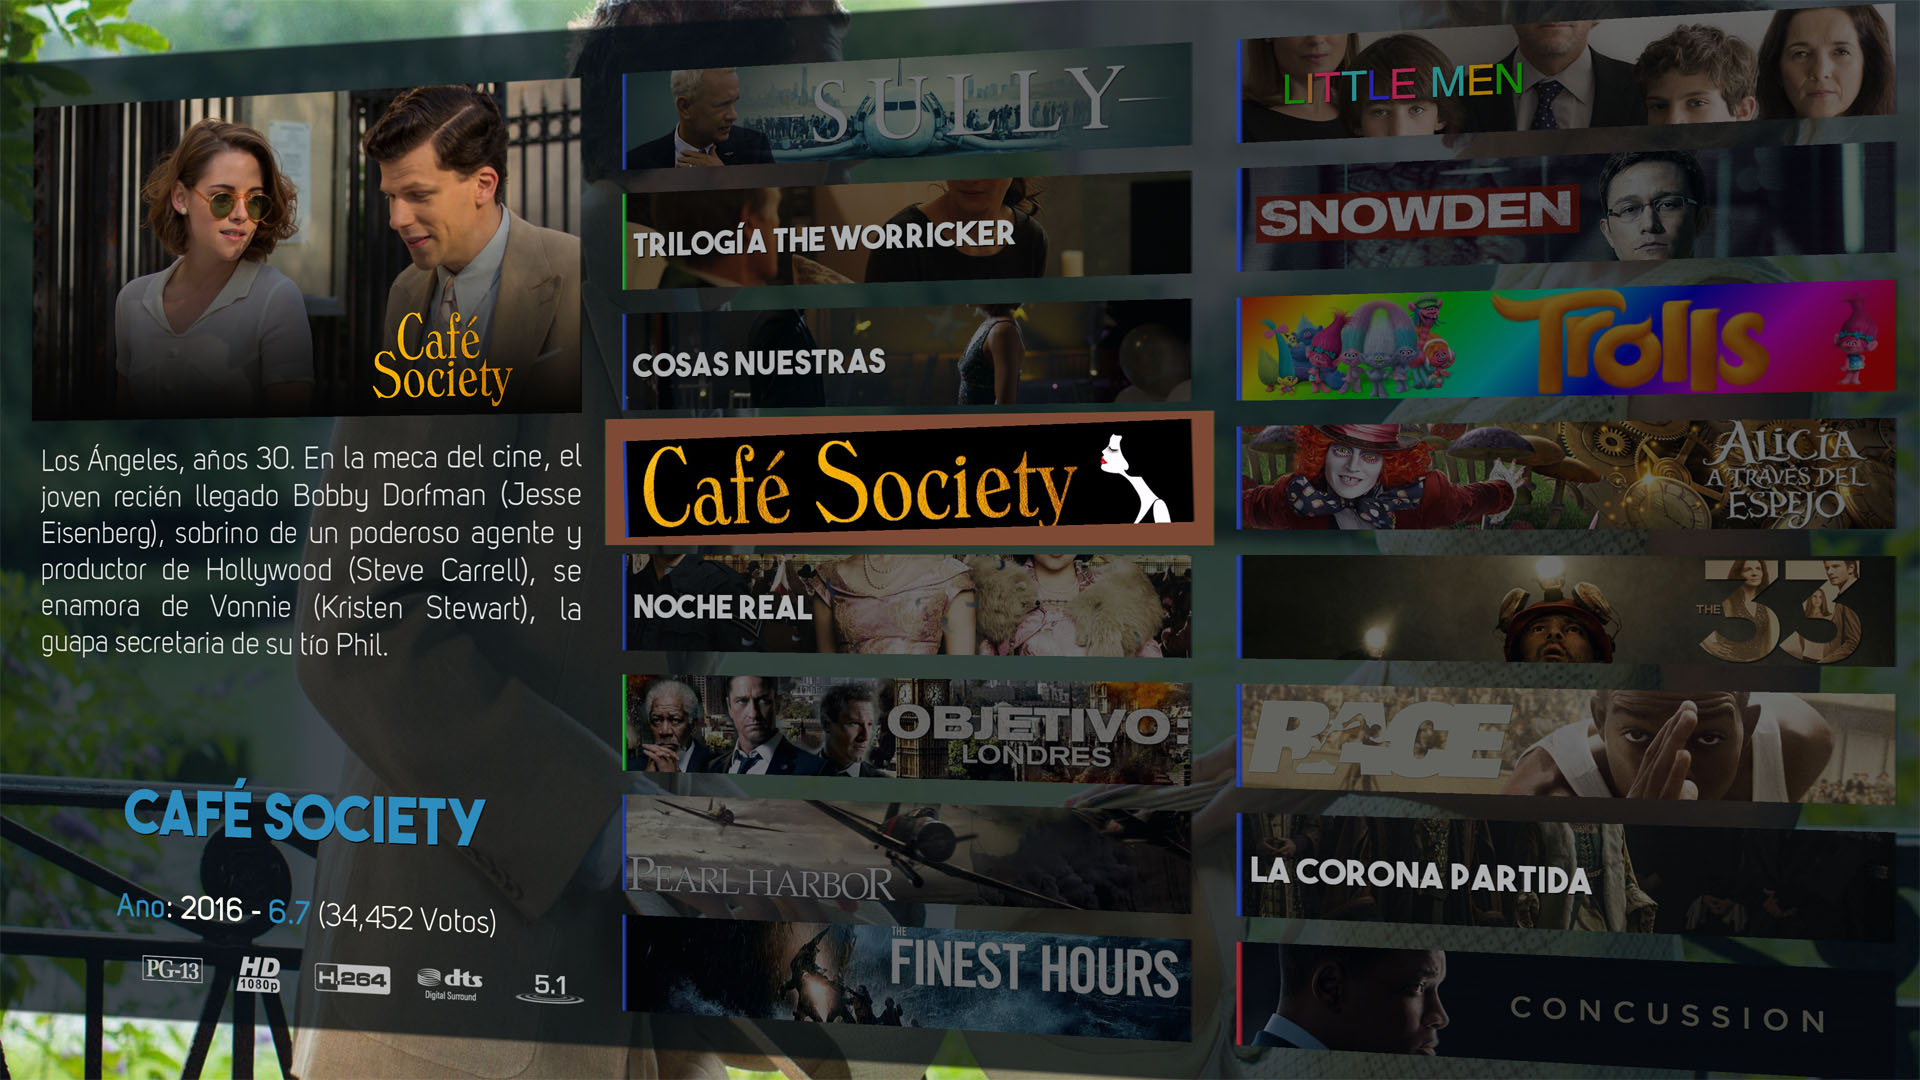 Café
Society
Los Ángeles, años 30. En la meca del cine, el
joven recién llegado Bobby Dorfman (Jesse
Eisenberg), sobrino de un poderoso agente y
productor de Hollywood (Steve Carrell), se
enamora de Vonnie (Kristen Stewart), la
guapa secretaria de su tío Phil.
CAFÉ SOCIETY
Ano: 2016 - 6.7 (34,452 Votos)
PG-13
HD
1080p
H.264
dts
Digital Surround
5.1
SULLY
TRILOGÍA THE WORRICKER
COSAS NUESTRAS
Café Society
NOCHE REAL
OBJETIVO:
LONDRES
PEARL HARBOR
THE
FINEST HOURS
LITTLE MEN
SNOWDEN
Trolls
ALICIA
A TRAVÉS DEL
ESPEJO
THE 33
RACE
LA CORONA PARTIDA
CONCUSSION